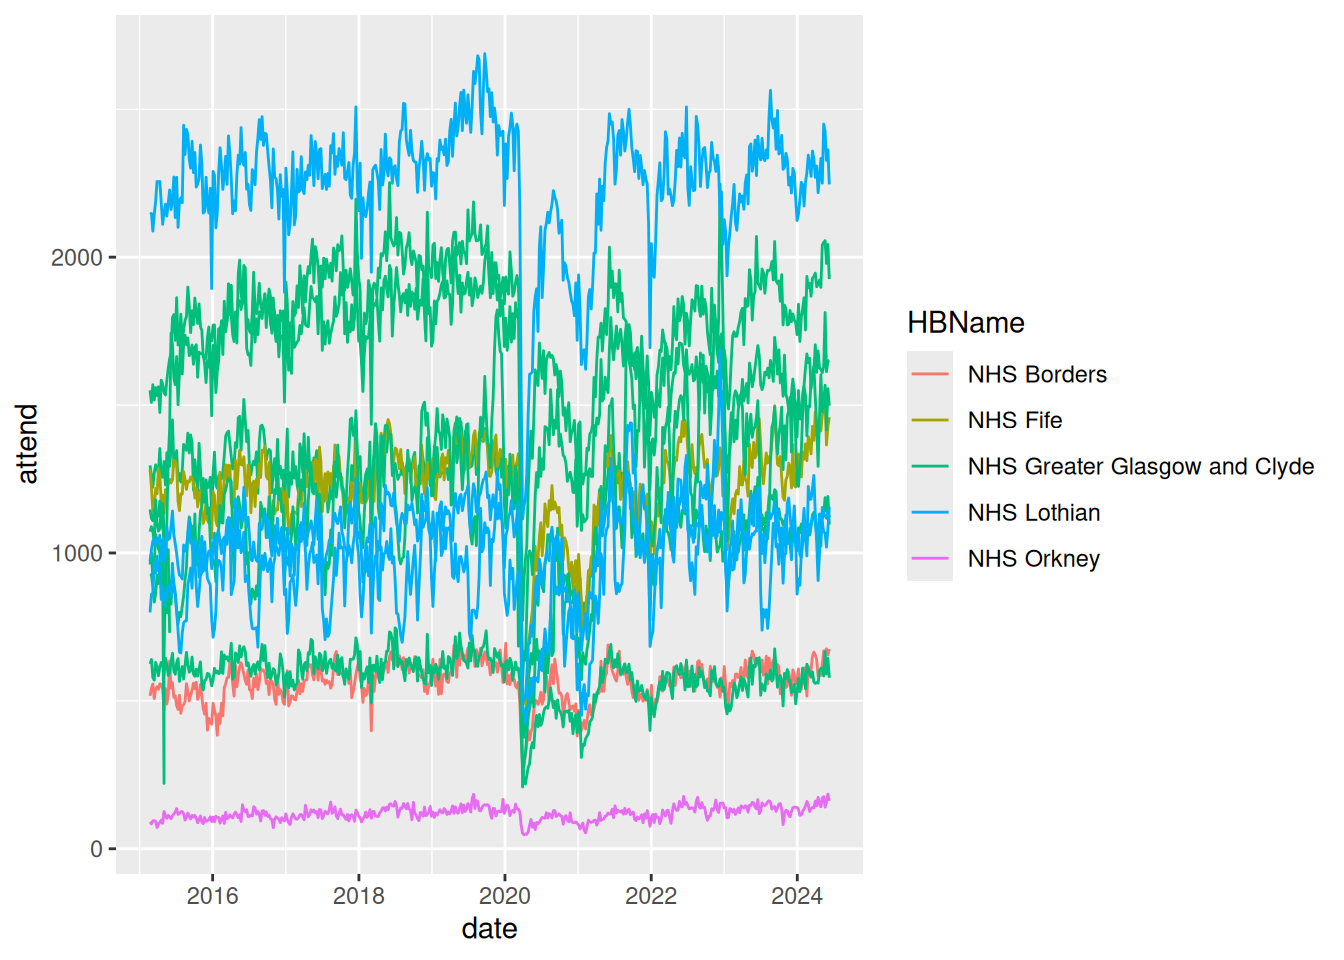 2000
1000
0
attend
2016 2018 2020 2022 2024
date
HBName
NHS Borders
NHS Fife
NHS Greater Glasgow and Clyde
NHS Lothian
NHS Orkney